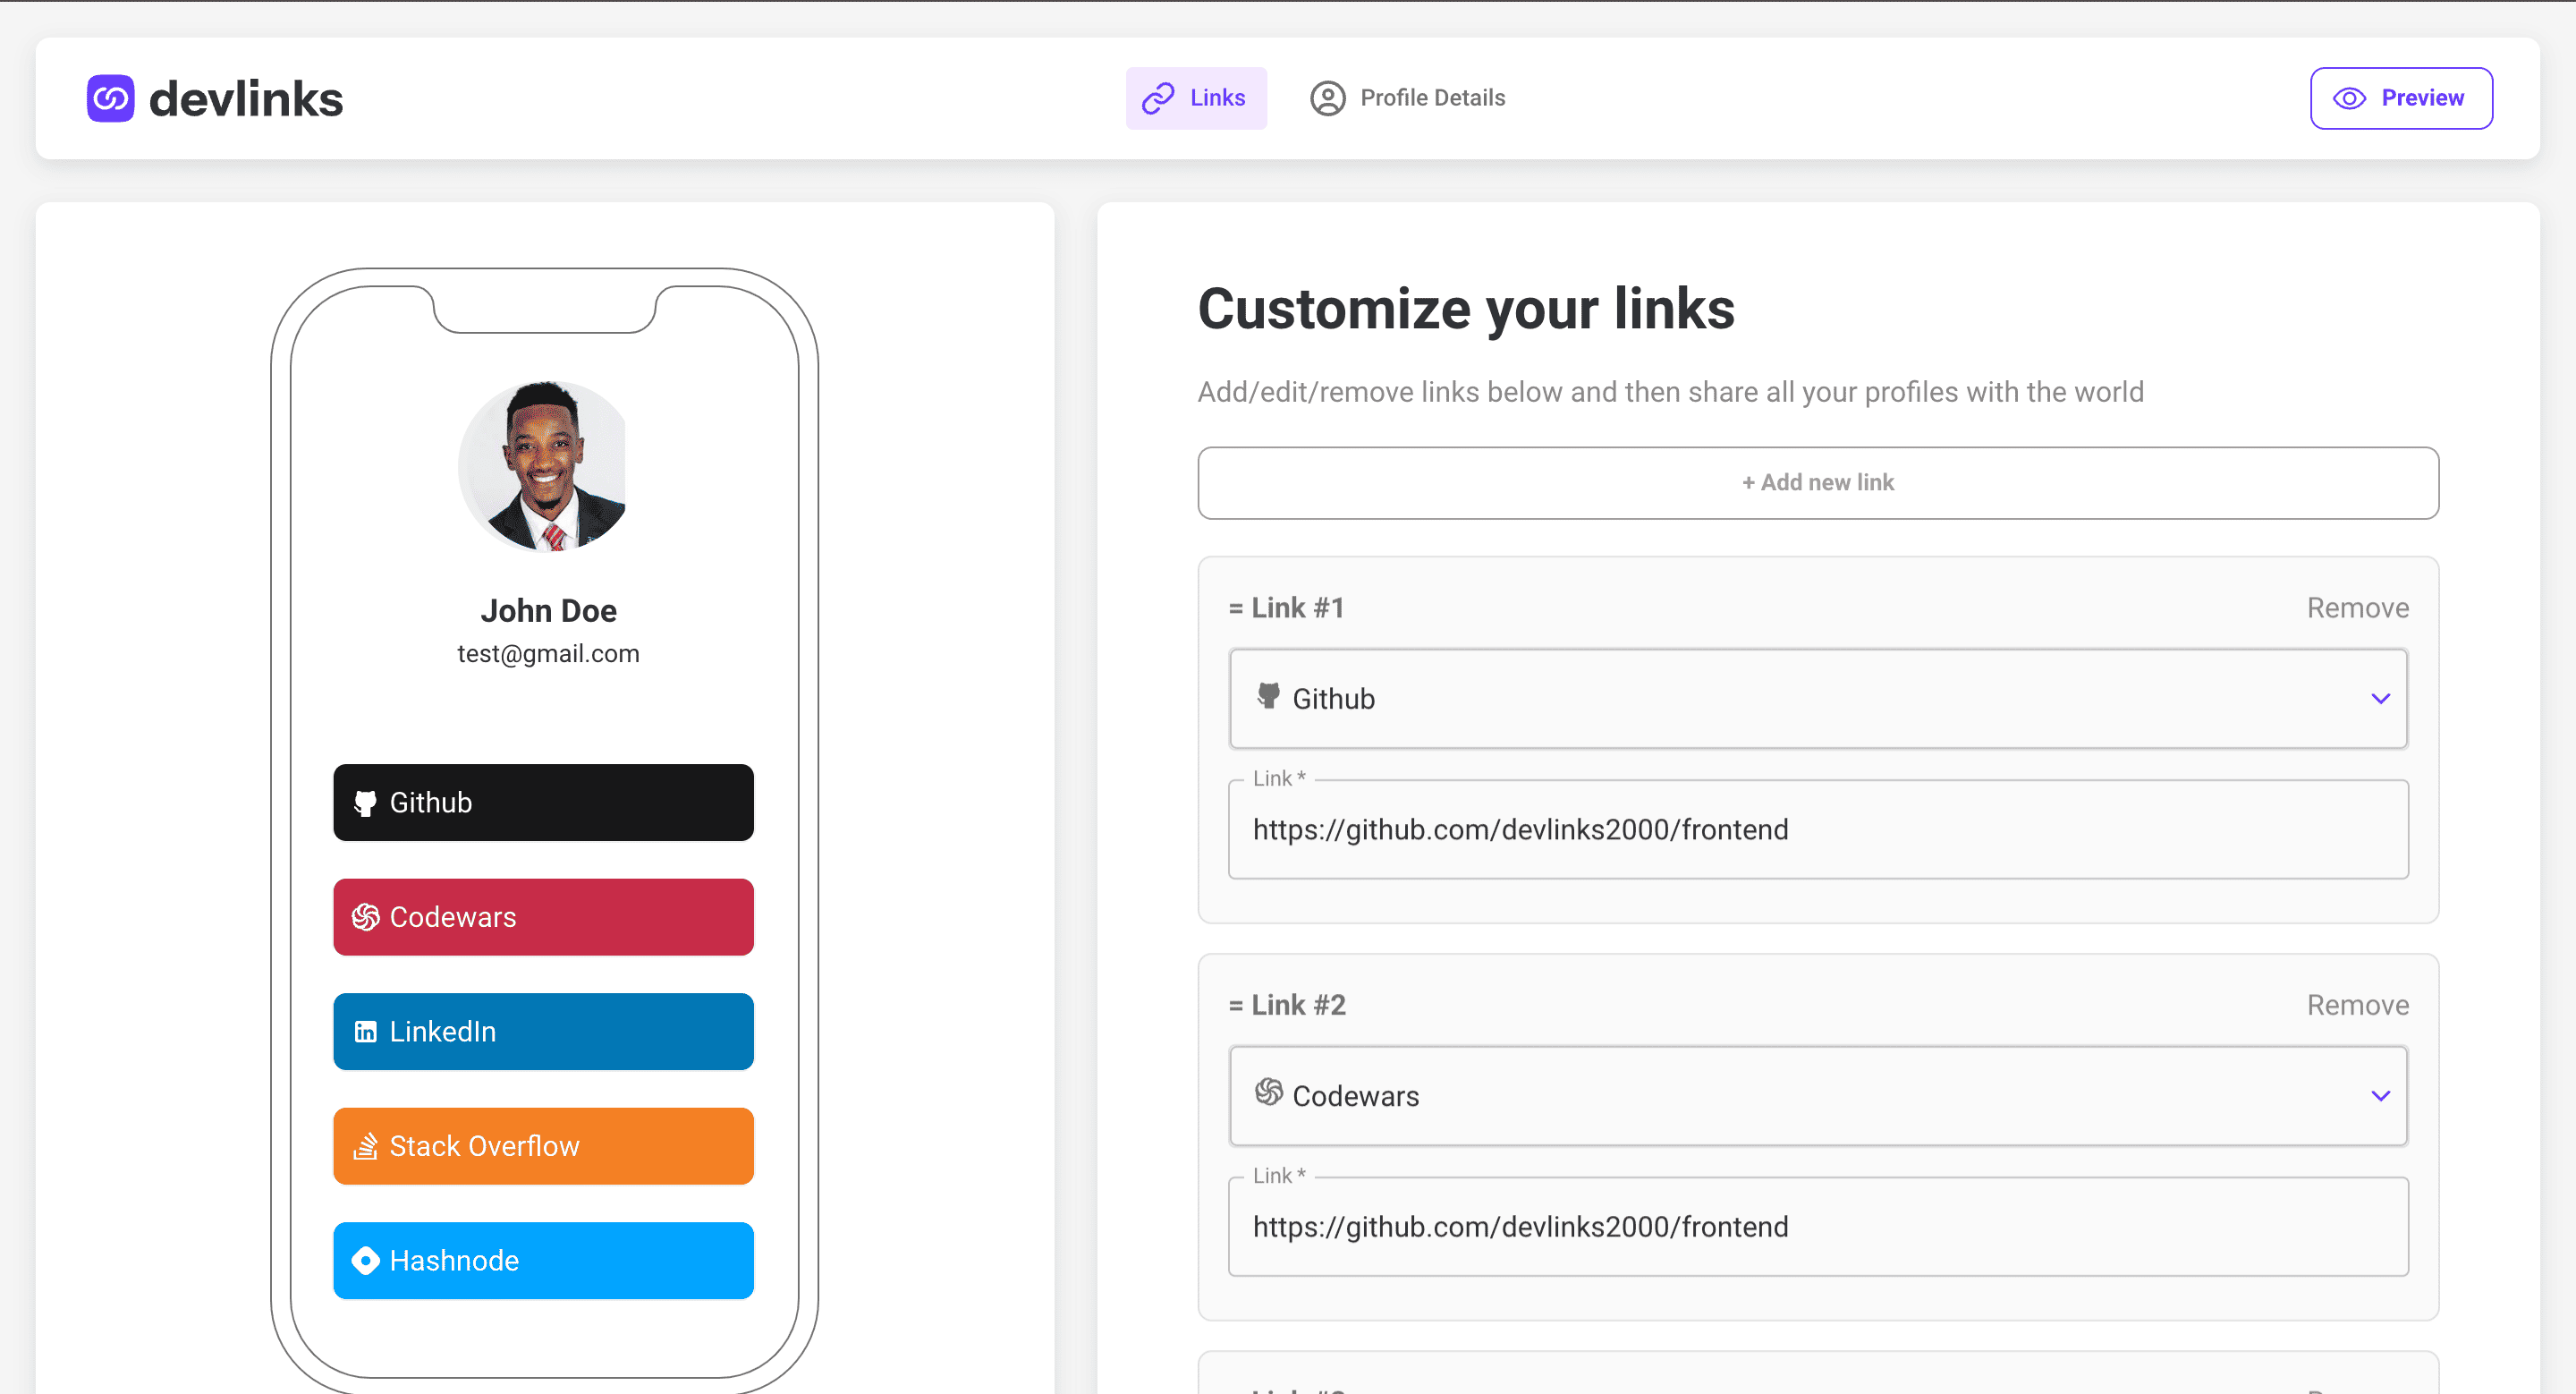 devlinks
Links
Profile Details
Preview
John Doe
test@gmail.com
Github
Codewars
LinkedIn
Stack Overflow
Hashnode
Customize your links
Add/edit/remove links below and then share all your profiles with the world
+ Add new link
= Link #1
Remove
Github
Link *
https://github.com/devlinks2000/frontend
= Link #2
Remove
Codewars
Link *
https://github.com/devlinks2000/frontend